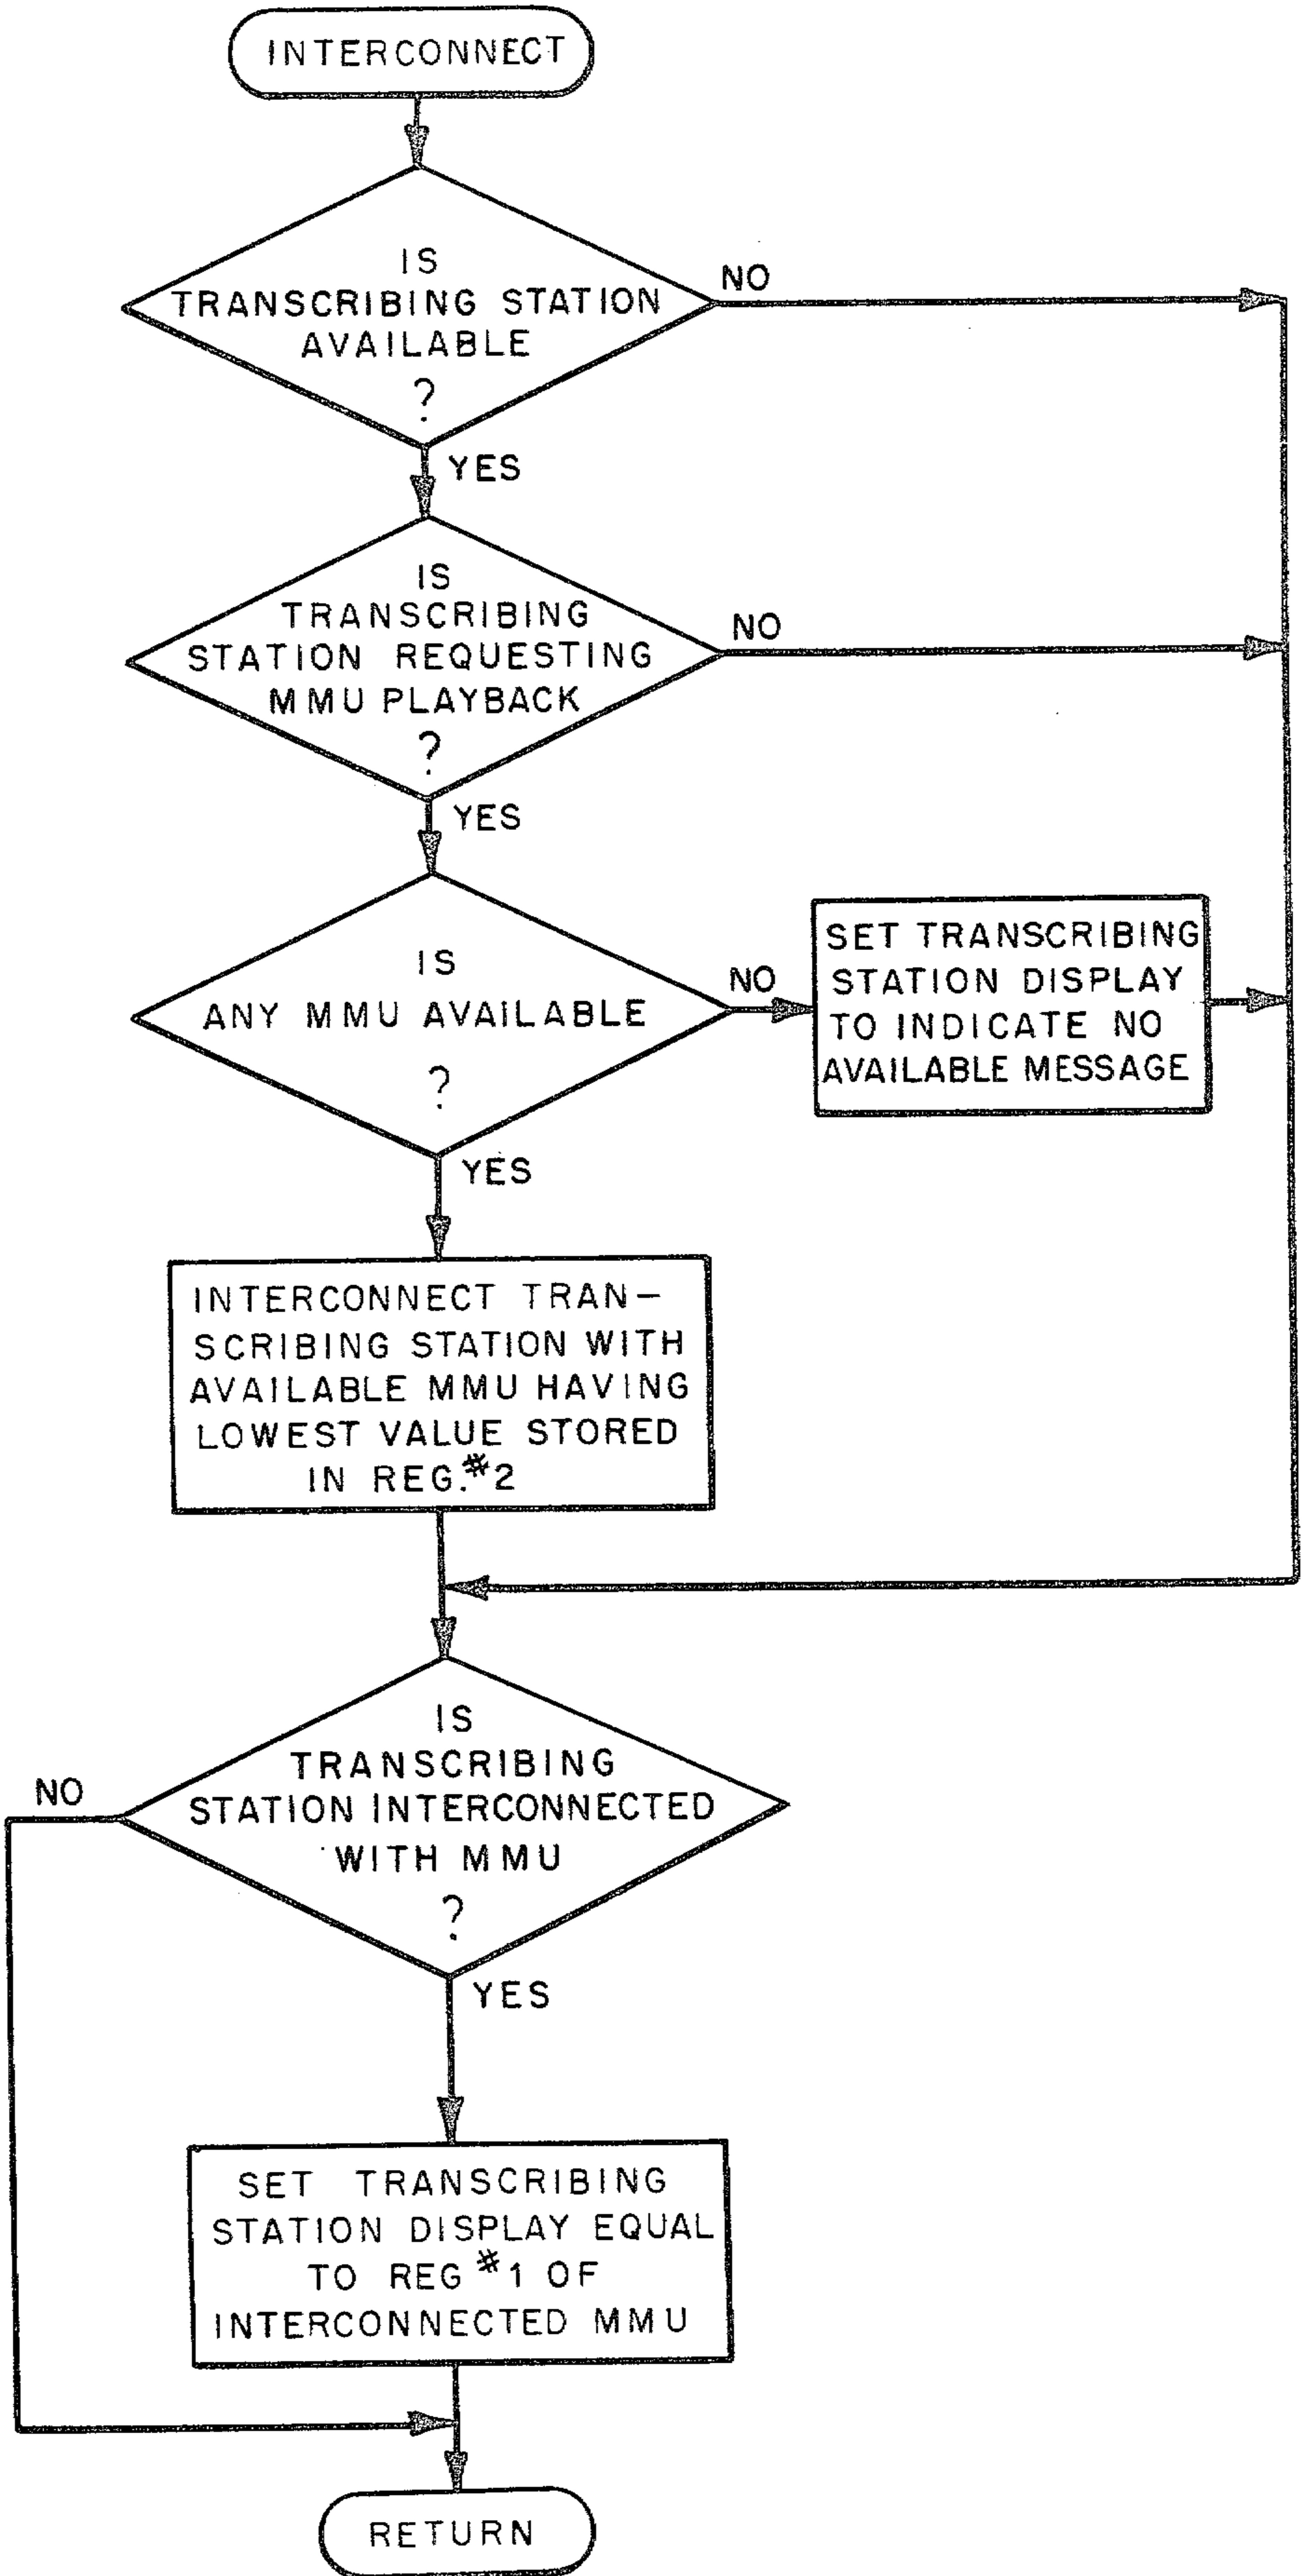 INTERCONNECT
IS
TRANSCRIBING STATION
AVAILABLE
?
NO
YES
IS
TRANSCRIBING
STATION REQUESTING
MMU PLAYBACK
?
NO
YES
IS
ANY MMU AVAILABLE
?
NO
SET TRANSCRIBING
STATION DISPLAY
TO INDICATE NO
AVAILABLE MESSAGE
YES
INTERCONNECT TRAN-
SCRIBING STATION WITH
AVAILABLE MMU HAVING
LOWEST VALUE STORED
IN REG.#2
IS
TRANSCRIBING
STATION INTERCONNECTED
WITH MMU
?
NO
YES
SET TRANSCRIBING
STATION DISPLAY EQUAL
TO REG #1 OF
INTERCONNECTED MMU
RETURN